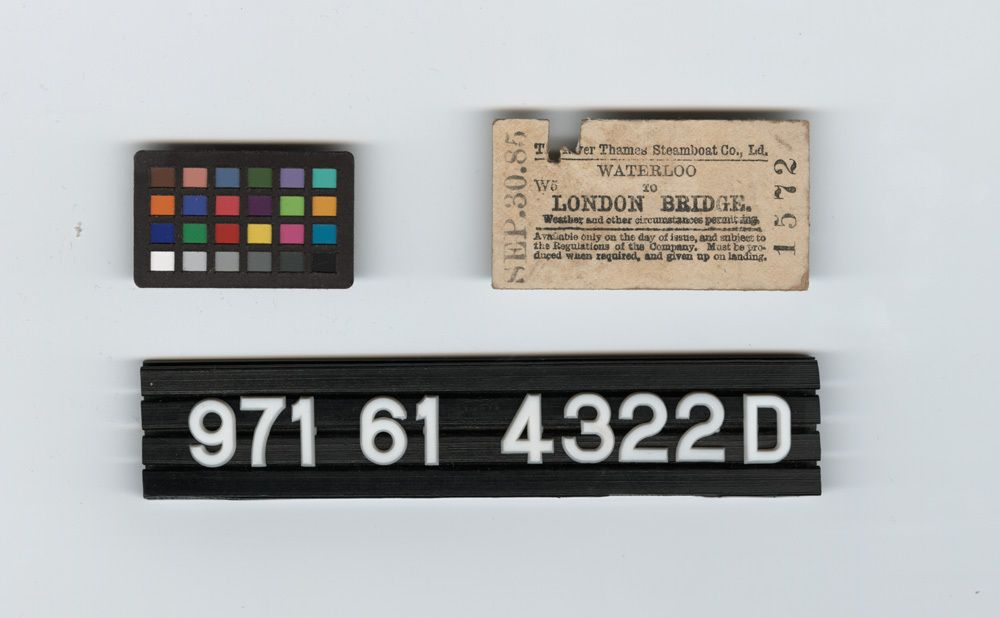 SEP.30.85
Thames Steamboat Co., Ld.
WATERLOO
W5
TO
LONDON BRIDGE.
Weather and other circumstances permitting.
Available only on the day of issue, and subject to
the Regulations of the Company. Must be pro-
duced when required, and given up on landing.
1572
971 61 4322D